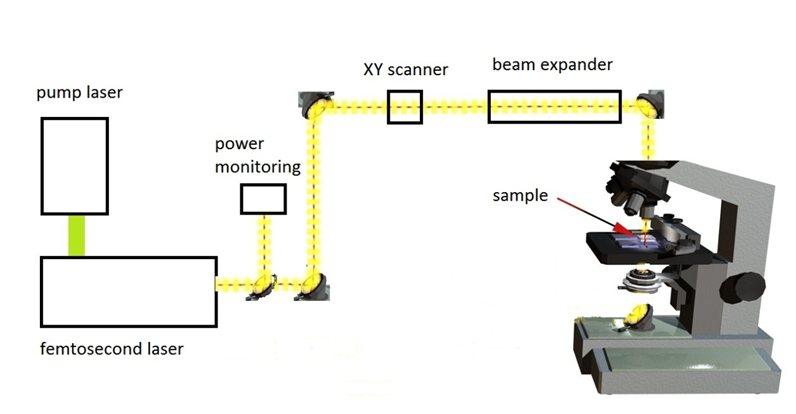 XY scanner
beam expander
pump laser
power
monitoring
sample
femtosecond laser